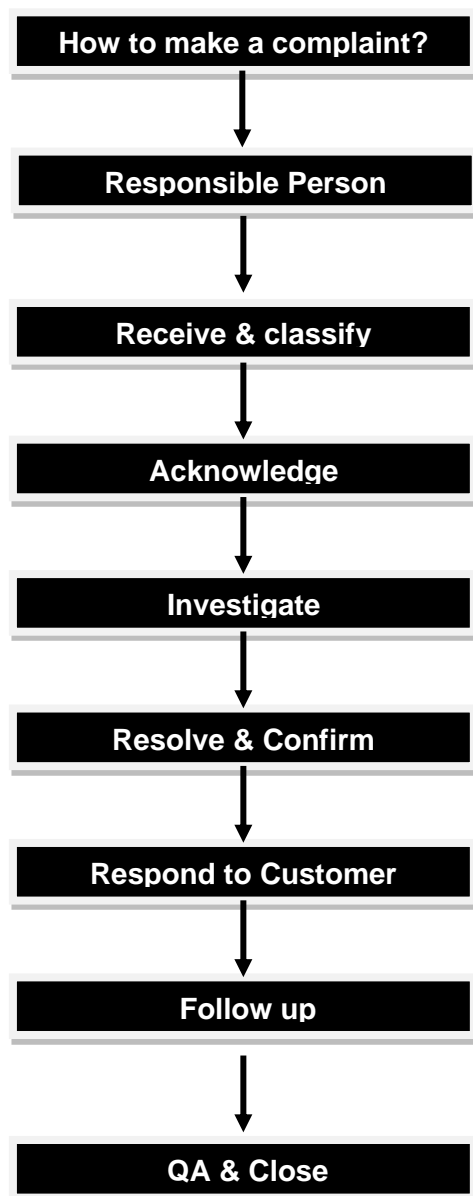 How to make a complaint?
Responsible Person
Receive & classify
Acknowledge
Investigate
Resolve & Confirm
Respond to Customer
Follow up
QA & Close